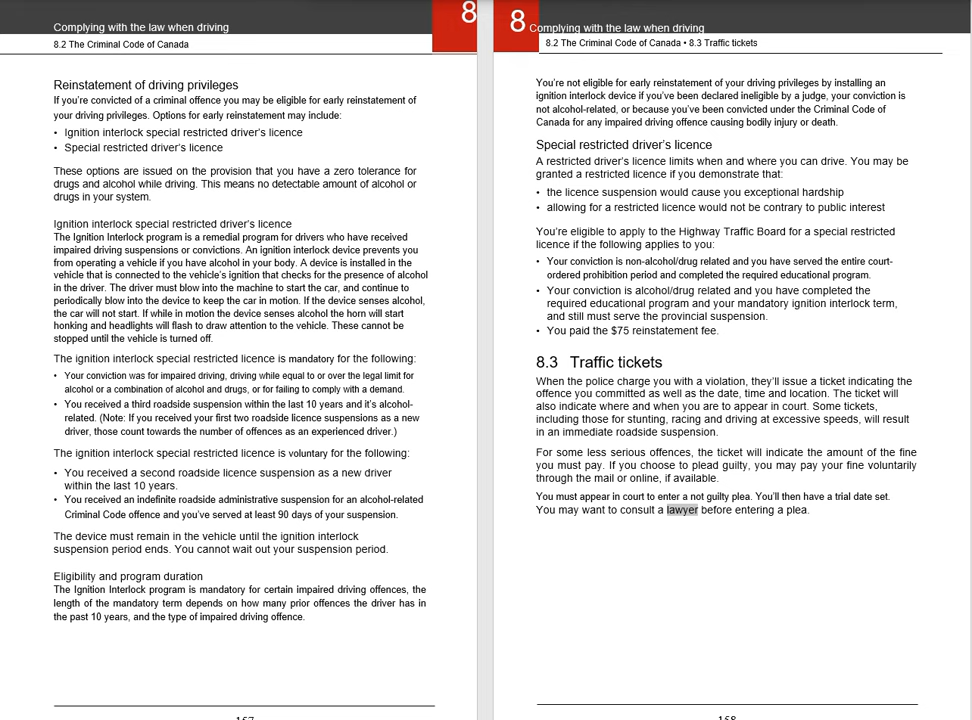 Complying with the law when driving
8
8.2 The Criminal Code of Canada
Reinstatement of driving privileges
If you're convicted of a criminal offence you may be eligible for early reinstatement of
your driving privileges. Options for early reinstatement may include:
• Ignition interlock special restricted driver's licence
• Special restricted driver's licence
These options are issued on the provision that you have a zero tolerance for
drugs and alcohol while driving. This means no detectable amount of alcohol or
drugs in your system.
Ignition interlock special restricted driver's licence
The Ignition Interlock program is a remedial program for drivers who have received
impaired driving suspensions or convictions. An ignition interlock device prevents you
from operating a vehicle if you have alcohol in your body. A device is installed in the
vehicle that is connected to the vehicle's ignition that checks for the presence of alcohol
in the driver. The driver must blow into the machine to start the car, and continue to
periodically blow into the device to keep the car in motion. If the device senses alcohol,
the car will not start. If while in motion the device senses alcohol the horn will start
honking and headlights will flash to draw attention to the vehicle. These cannot be
stopped until the vehicle is turned off.
The ignition interlock special restricted licence is mandatory for the following:
• Your conviction was for impaired driving, driving while equal to or over the legal limit for
alcohol or a combination of alcohol and drugs, or for failing to comply with a demand.
• You received a third roadside suspension within the last 10 years and it's alcohol-
related. (Note: If you received your first two roadside licence suspensions as a new
driver, those count towards the number of offences as an experienced driver.)
The ignition interlock special restricted licence is voluntary for the following:
• You received a second roadside licence suspension as a new driver
within the last 10 years.
• You received an indefinite roadside administrative suspension for an alcohol-related
Criminal Code offence and you've served at least 90 days of your suspension.
The device must remain in the vehicle until the ignition interlock
suspension period ends. You cannot wait out your suspension period.
Eligibility and program duration
The Ignition Interlock program is mandatory for certain impaired driving offences, the
length of the mandatory term depends on how many prior offences the driver has in
the past 10 years, and the type of impaired driving offence.
157
8 Complying with the law when driving
8.2 The Criminal Code of Canada • 8.3 Traffic tickets
You're not eligible for early reinstatement of your driving privileges by installing an
ignition interlock device if you've been declared ineligible by a judge, your conviction is
not alcohol-related, or because you've been convicted under the Criminal Code of
Canada for any impaired driving offence causing bodily injury or death.
Special restricted driver's licence
A restricted driver's licence limits when and where you can drive. You may be
granted a restricted licence if you demonstrate that:
• the licence suspension would cause you exceptional hardship
• allowing for a restricted licence would not be contrary to public interest
You're eligible to apply to the Highway Traffic Board for a special restricted
licence if the following applies to you:
• Your conviction is non-alcohol/drug related and you have served the entire court-
ordered prohibition period and completed the required educational program.
• Your conviction is alcohol/drug related and you have completed the
required educational program and your mandatory ignition interlock term,
and still must serve the provincial suspension.
• You paid the $75 reinstatement fee.
8.3 Traffic tickets
When the police charge you with a violation, they'll issue a ticket indicating the
offence you committed as well as the date, time and location. The ticket will
also indicate where and when you are to appear in court. Some tickets,
including those for stunting, racing and driving at excessive speeds, will result
in an immediate roadside suspension.
For some less serious offences, the ticket will indicate the amount of the fine
you must pay. If you choose to plead guilty, you may pay your fine voluntarily
through the mail or online, if available.
You must appear in court to enter a not guilty plea. You'll then have a trial date set.
You may want to consult a lawyer before entering a plea.
158